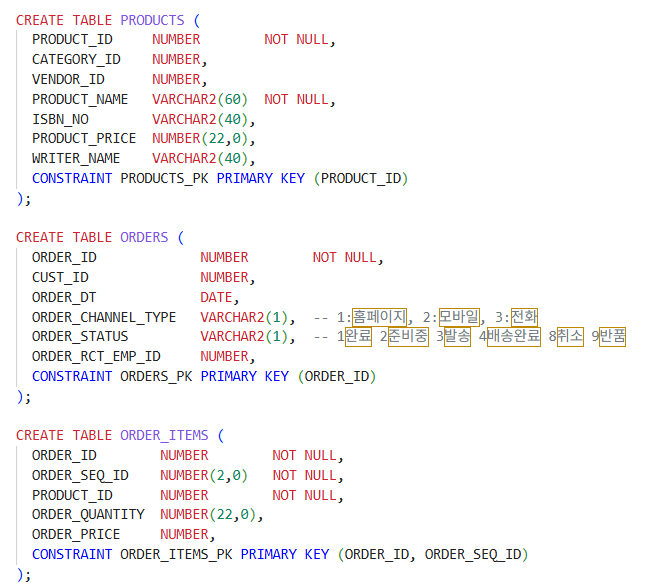 CREATE TABLE PRODUCTS (
PRODUCT_ID NUMBER NOT NULL,
CATEGORY_ID NUMBER,
VENDOR_ID NUMBER,
PRODUCT_NAME VARCHAR2(60) NOT NULL,
ISBN_NO VARCHAR2(40),
PRODUCT_PRICE NUMBER(22,0),
WRITER_NAME VARCHAR2(40),
CONSTRAINT PRODUCTS_PK PRIMARY KEY (PRODUCT_ID)
);
CREATE TABLE ORDERS (
ORDER_ID NUMBER NOT NULL,
CUST_ID NUMBER,
ORDER_DT DATE,
ORDER_CHANNEL_TYPE VARCHAR2(1), -- 1:홈페이지, 2:모바일, 3:전화
ORDER_STATUS VARCHAR2(1), -- 1완료 2준비중 3발송 4배송완료 8취소 9반품
ORDER_RCT_EMP_ID NUMBER,
CONSTRAINT ORDERS_PK PRIMARY KEY (ORDER_ID)
);
CREATE TABLE ORDER_ITEMS (
ORDER_ID NUMBER NOT NULL,
ORDER_SEQ_ID NUMBER(2,0) NOT NULL,
PRODUCT_ID NUMBER NOT NULL,
ORDER_QUANTITY NUMBER(22,0),
ORDER_PRICE NUMBER,
CONSTRAINT ORDER_ITEMS_PK PRIMARY KEY (ORDER_ID, ORDER_SEQ_ID)
);